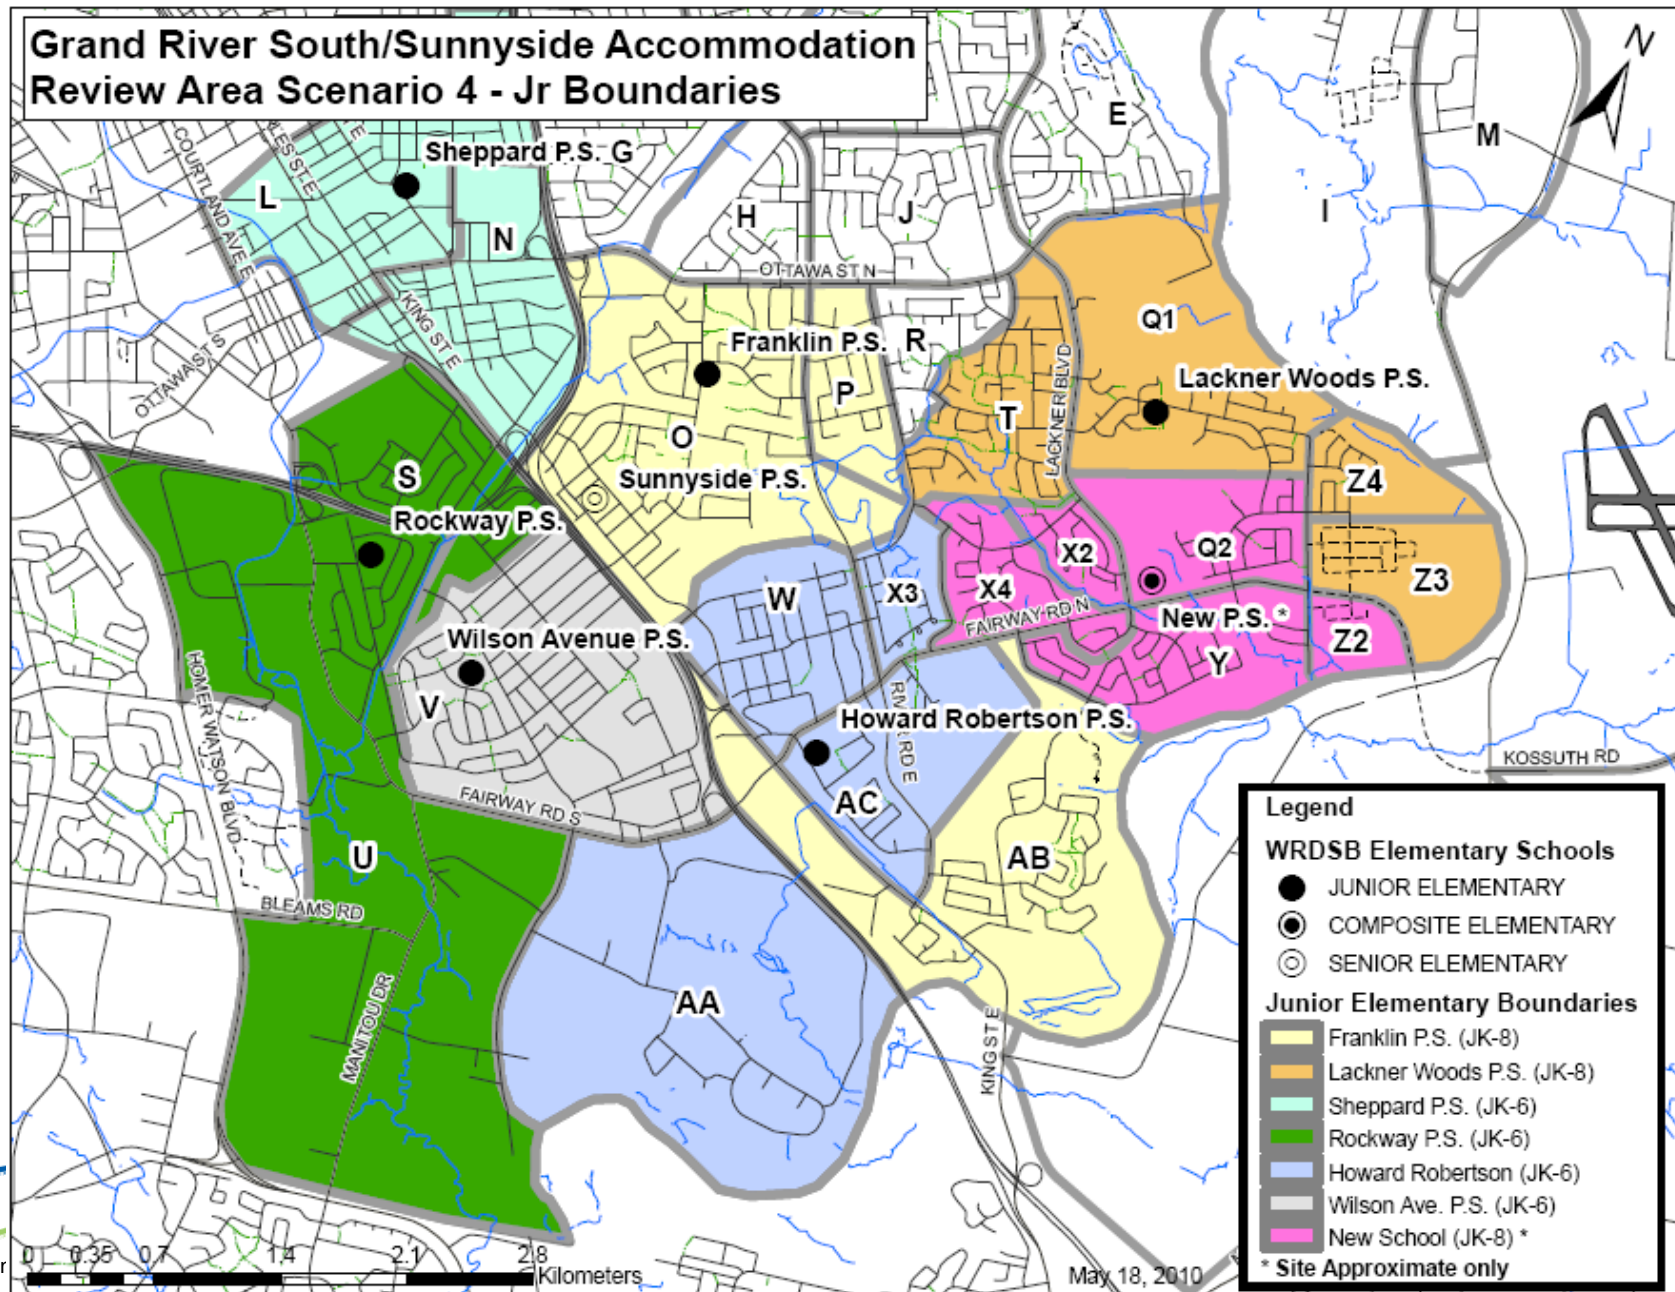 Grand River South/Sunnyside Accommodation
Review Area Scenario 4 - Jr Boundaries
N
E
M
COURTLAND AVE E
Sheppard P.S.
G
L
H
J
I
N
OTTAWA ST N
KING ST E
OTTAWA ST S
Franklin P.S.
R
Q1
LACKNER BLVD
Lackner Woods P.S.
P
T
O
S
Sunnyside P.S.
Z4
Rockway P.S.
X2
Q2
X3
X4
Z3
W
FAIRWAY RD N
New P.S. *
Wilson Avenue P.S.
Z2
Y
HOMER WATSON BLVD
V
RIVER RD E
Howard Robertson P.S.
KOSSUTH RD
FAIRWAY RD S
AC
U
AB
BLEAMS RD
AA
MANITOU DR
KING ST E
Legend
WRDSB Elementary Schools
JUNIOR ELEMENTARY
COMPOSITE ELEMENTARY
SENIOR ELEMENTARY
Junior Elementary Boundaries
Franklin P.S. (JK-8)
Lackner Woods P.S. (JK-8)
Sheppard P.S. (JK-6)
Rockway P.S. (JK-6)
Howard Robertson (JK-6)
Wilson Ave. P.S. (JK-6)
New School (JK-8) *
* Site Approximate only
0 0.35 0.7 1.4 2.1 2.8
Kilometers
May 18, 2010